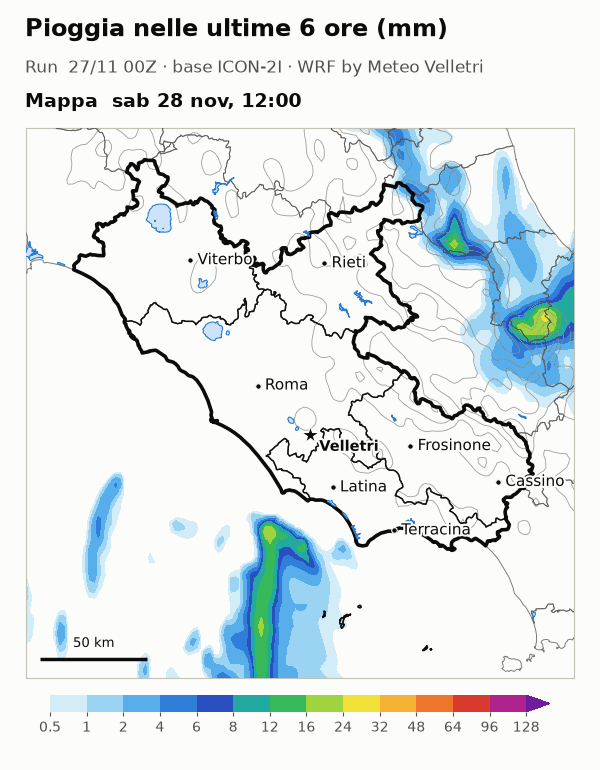 Pioggia nelle ultime 6 ore (mm)
Run  27/11 00Z · base ICON-2I · WRF by Meteo Velletri
Mappa  sab 28 nov, 12:00
Viterbo
Rieti
Roma
Velletri
Frosinone
Cassino
Latina
Terracina
50 km
0.5 1 2 4 6 8 12 16 24 32 48 64 96 128